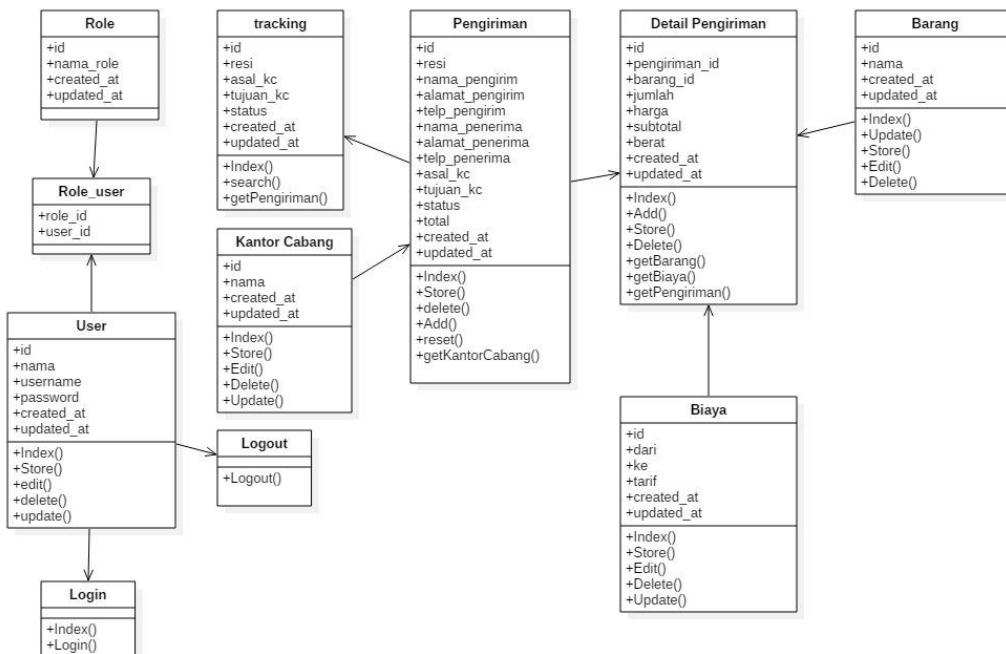 Role
+id
+nama_role
+created_at
+updated_at
Role_user
+role_id
+user_id
User
+id
+nama
+username
+password
+created_at
+updated_at
+Index()
+Store()
+edit()
+delete()
+update()
Login
+Index()
+Login()
tracking
+id
+resi
+asal_kc
+tujuan_kc
+status
+created_at
+updated_at
+Index()
+search()
+getPengiriman()
Kantor Cabang
+id
+nama
+created_at
+updated_at
+Index()
+Store()
+Edit()
+Delete()
+Update()
Logout
+Logout()
Pengiriman
+id
+resi
+nama_pengirim
+alamat_pengirim
+telp_pengirim
+nama_penerima
+alamat_penerima
+telp_penerima
+asal_kc
+tujuan_kc
+status
+total
+created_at
+updated_at
+Index()
+Store()
+delete()
+Add()
+reset()
+getKantorCabang()
Detail Pengiriman
+id
+pengiriman_id
+barang_id
+jumlah
+harga
+subtotal
+berat
+created_at
+updated_at
+Index()
+Add()
+Store()
+Delete()
+getBarang()
+getBiaya()
+getPengiriman()
Biaya
+id
+dari
+ke
+tarif
+created_at
+updated_at
+Index()
+Store()
+Edit()
+Delete()
+Update()
Barang
+id
+nama
+created_at
+updated_at
+Index()
+Update()
+Store()
+Edit()
+Delete()